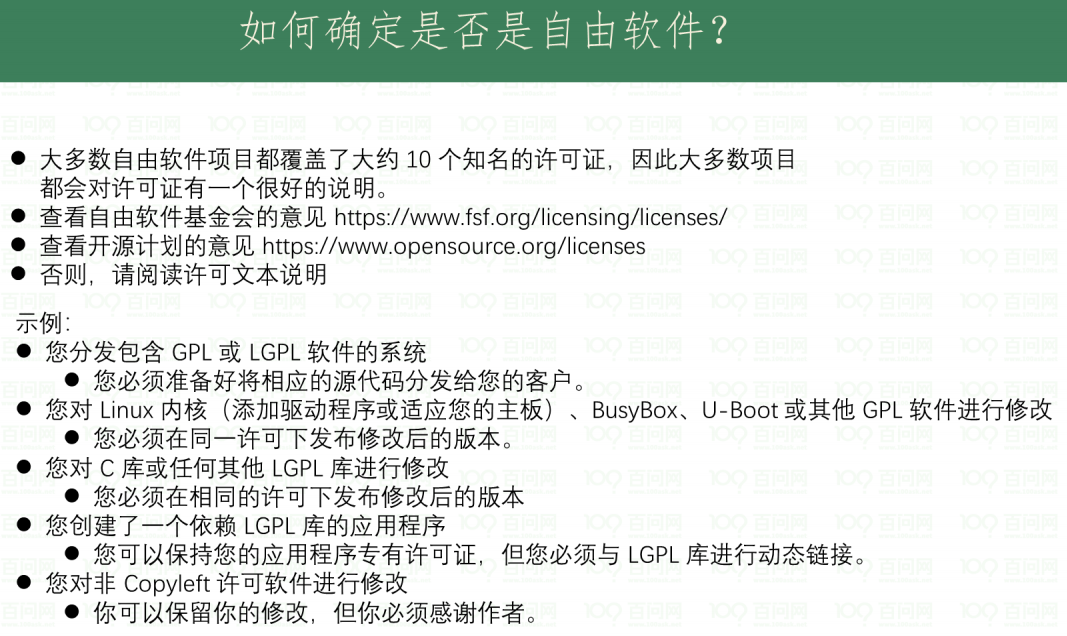 如何确定是否是自由软件？
● 大多数自由软件项目都覆盖了大约 10 个知名的许可证，因此大多数项目
都会对许可证有一个很好的说明。
● 查看自由软件基金会的意见 https://www.fsf.org/licensing/licenses/
● 查看开源计划的意见 https://www.opensource.org/licenses
● 否则，请阅读许可文本说明
示例：
● 您分发包含 GPL 或 LGPL 软件的系统
● 您必须准备好将相应的源代码分发给您的客户。
● 您对 Linux 内核（添加驱动程序或适应您的主板）、BusyBox、U-Boot 或其他 GPL 软件进行修改
● 您必须在同一许可下发布修改后的版本。
● 您对 C 库或任何其他 LGPL 库进行修改
● 您必须在相同的许可下发布修改后的版本
● 您创建了一个依赖 LGPL 库的应用程序
● 您可以保持您的应用程序专有许可证，但您必须与 LGPL 库进行动态链接。
● 您对非 Copyleft 许可软件进行修改
● 你可以保留你的修改，但你必须感谢作者。